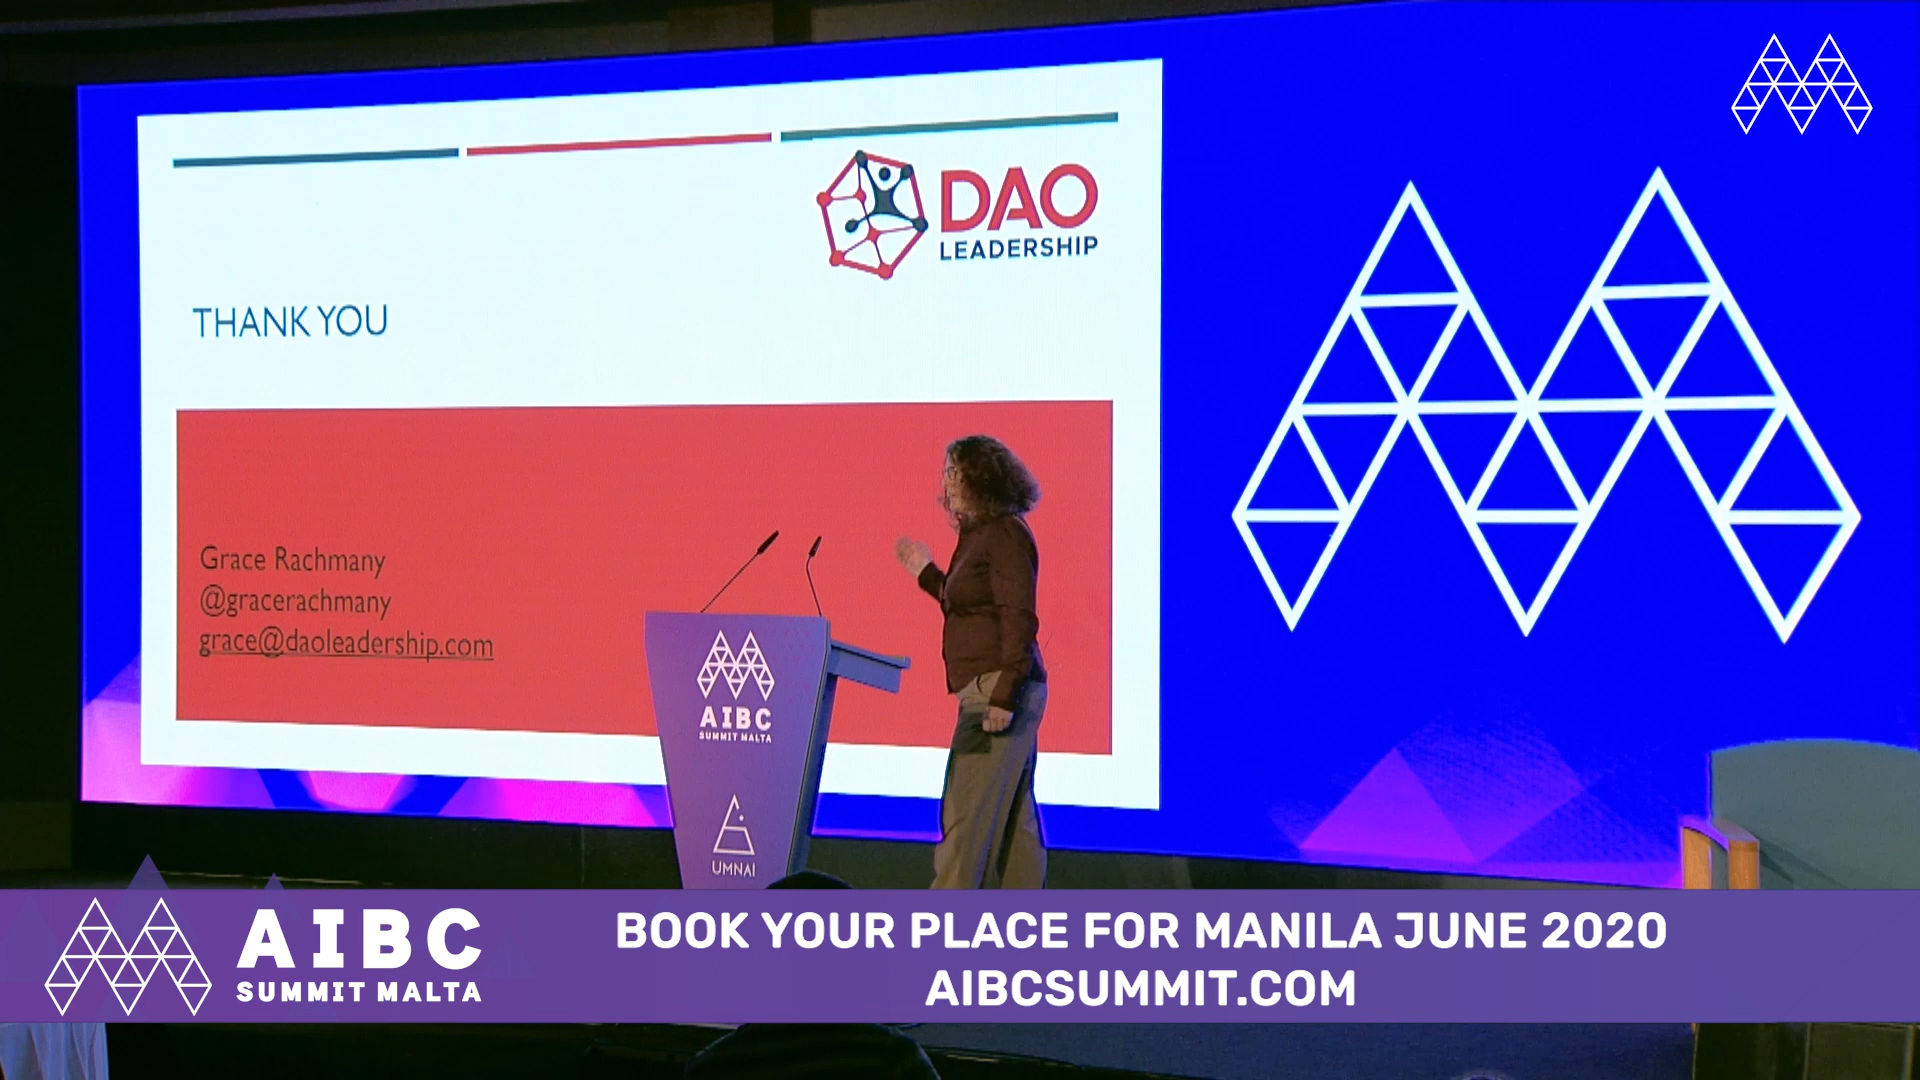 DAO
LEADERSHIP
THANK YOU
Grace Rachmany
@gracerachmany
grace@daoleadership.com
AIBC
SUMMIT MALTA
UMNAI
AIBC
SUMMIT MALTA
BOOK YOUR PLACE FOR MANILA JUNE 2020
AIBCSUMMIT.COM